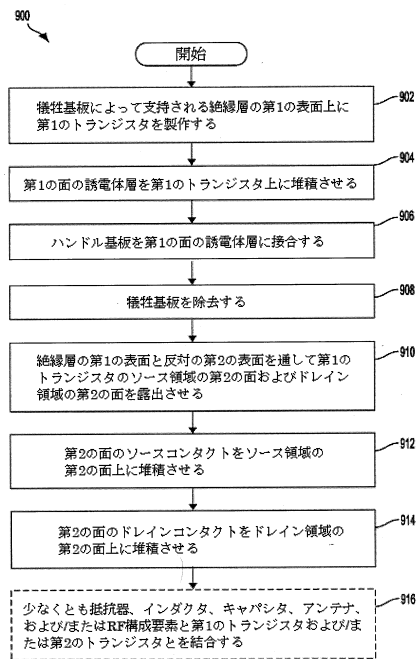 900
開始
902
犠牲基板によって支持される絶縁層の第1の表面上に
第1のトランジスタを製作する
904
第1の面の誘電体層を第1のトランジスタ上に堆積させる
906
ハンドル基板を第1の面の誘電体層に接合する
908
犠牲基板を除去する
910
絶縁層の第1の表面と反対の第2の表面を通して第1の
トランジスタのソース領域の第2の面およびドレイン
領域の第2の面を露出させる
912
第2の面のソースコンタクトをソース領域の
第2の面上に堆積させる
914
第2の面のドレインコンタクトをドレイン領域の
第2の面上に堆積させる
916
少なくとも抵抗器、インダクタ、キャパシタ、アンテナ、
および/またはRF構成要素と第1のトランジスタおよび/ま
たは第2のトランジスタとを結合する